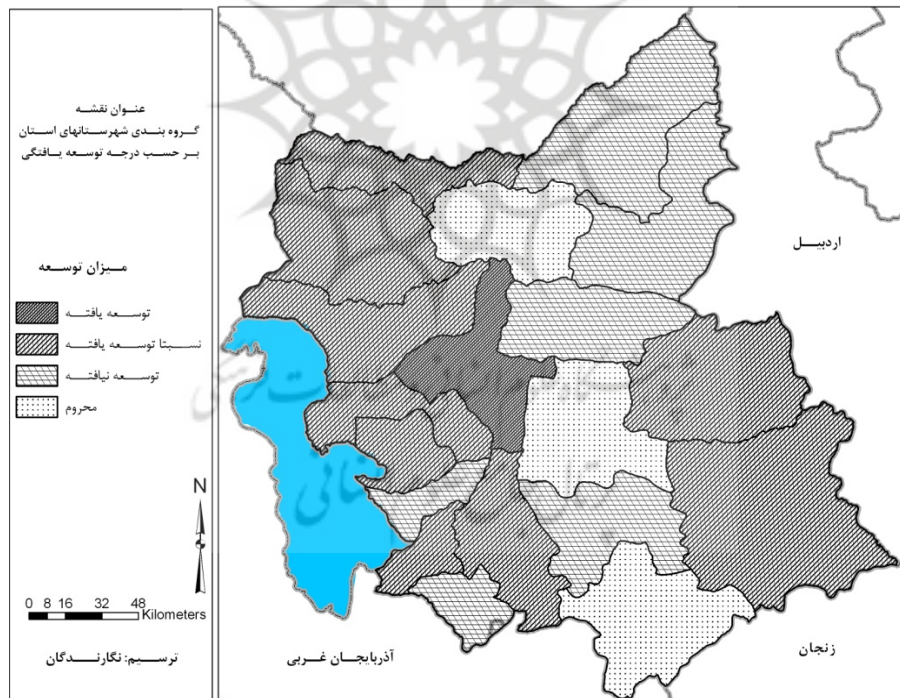 عنوان نقشه
گروه بندی شهرستانهای استان
بر حسب درجه توسعه یافتگی
میزان توسعه
توسعه یافته
نسبتا توسعه یافته
توسعه نیافته
محروم
N
0 8 16 32 48
Kilometers
ترسیم: نگارندگان
اردبیل
زنجان
آذربایجان غربی